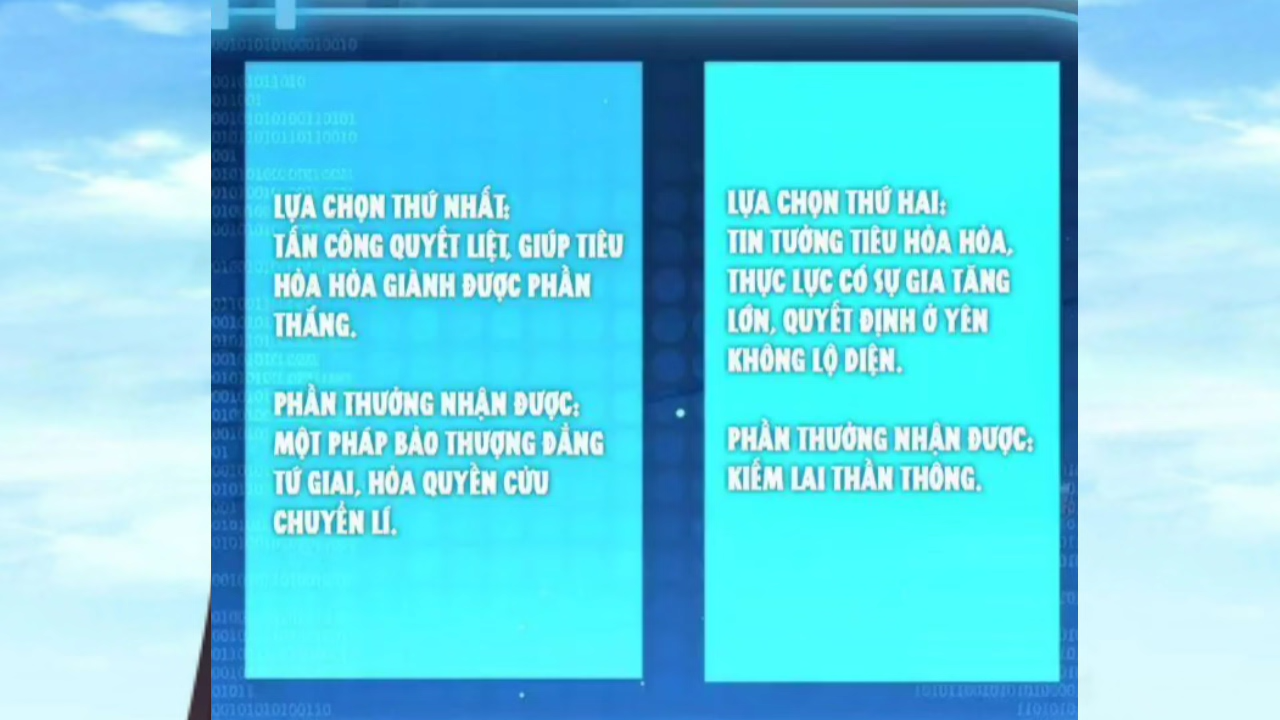 LỰA CHỌN THỨ NHẤT:
TẤN CÔNG QUYẾT LIỆT, GIÚP TIÊU
HỎA HỎA GIÀNH ĐƯỢC PHẦN
THẮNG.
PHẦN THƯỞNG NHẬN ĐƯỢC:
MỘT PHÁP BẢO THƯỢNG ĐẲNG
TỨ GIAI, HỎA QUYỀN CỬU
CHUYỂN LÍ.
LỰA CHỌN THỨ HAI:
TIN TƯỞNG TIÊU HỎA HỎA,
THỰC LỰC CÓ SỰ GIA TĂNG
LỚN, QUYẾT ĐỊNH Ở YÊN
KHÔNG LỘ DIỆN.
PHẦN THƯỞNG NHẬN ĐƯỢC:
KIẾM LAI THẦN THÔNG.